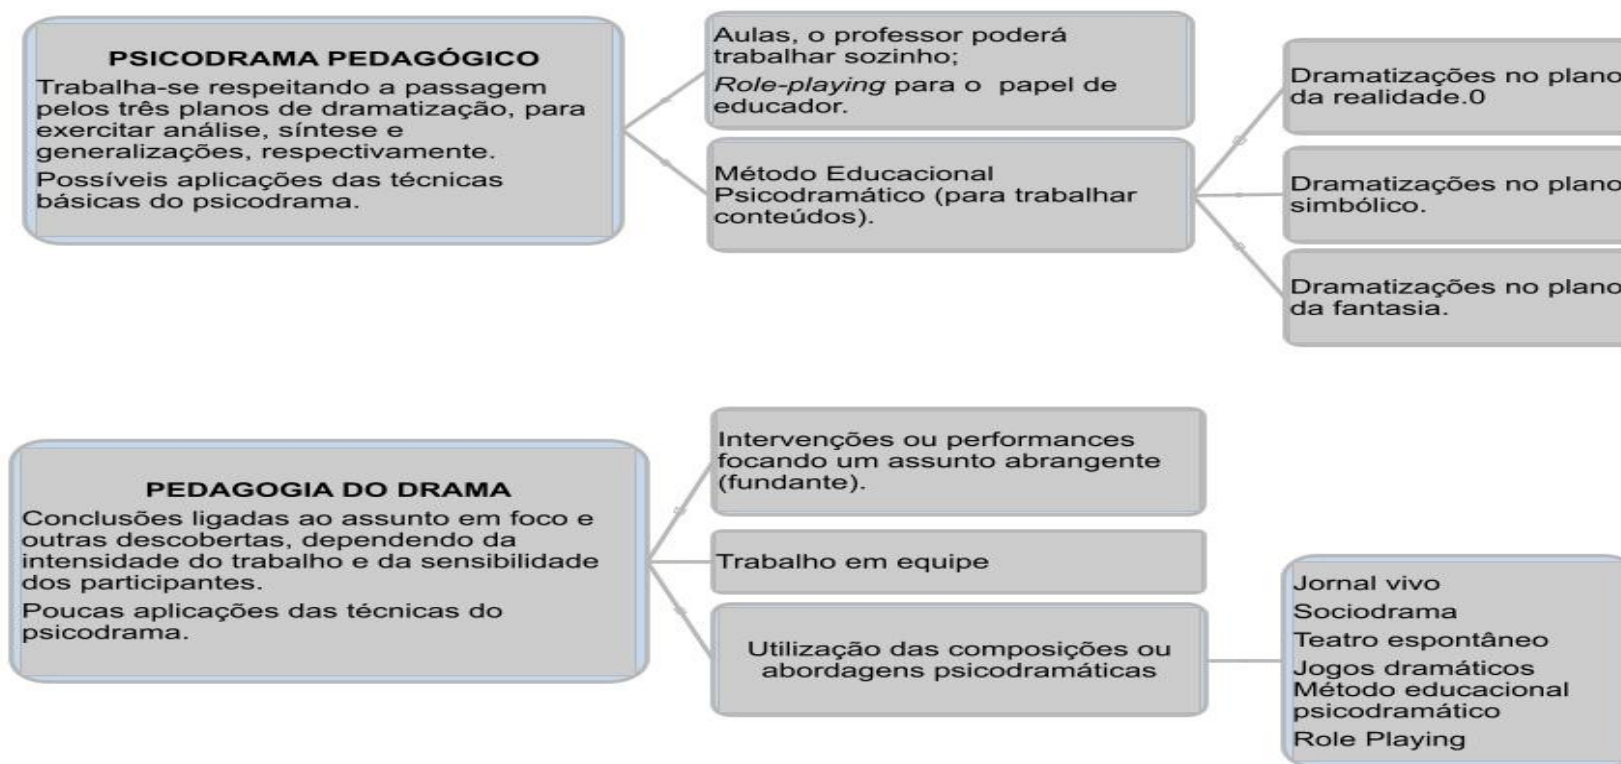 PSICODRAMA PEDAGÓGICO
Trabalha-se respeitando a passagem
pelos três planos de dramatização, para
exercitar análise, síntese e
generalizações, respectivamente.
Possíveis aplicações das técnicas
básicas do psicodrama.
Aulas, o professor poderá
trabalhar sozinho;
Role-playing para o papel de
educador.
Método Educacional
Psicodramático (para trabalhar
conteúdos).
Dramatizações no plano
da realidade.0
Dramatizações no plano
simbólico.
Dramatizações no plano
da fantasia.
PEDAGOGIA DO DRAMA
Conclusões ligadas ao assunto em foco e
outras descobertas, dependendo da
intensidade do trabalho e da sensibilidade
dos participantes.
Poucas aplicações das técnicas do
psicodrama.
Intervenções ou performances
focando um assunto abrangente
(fundante).
Trabalho em equipe
Utilização das composições ou
abordagens psicodramáticas
Jornal vivo
Sociodrama
Teatro espontâneo
Jogos dramáticos
Método educacional
psicodramático
Role Playing